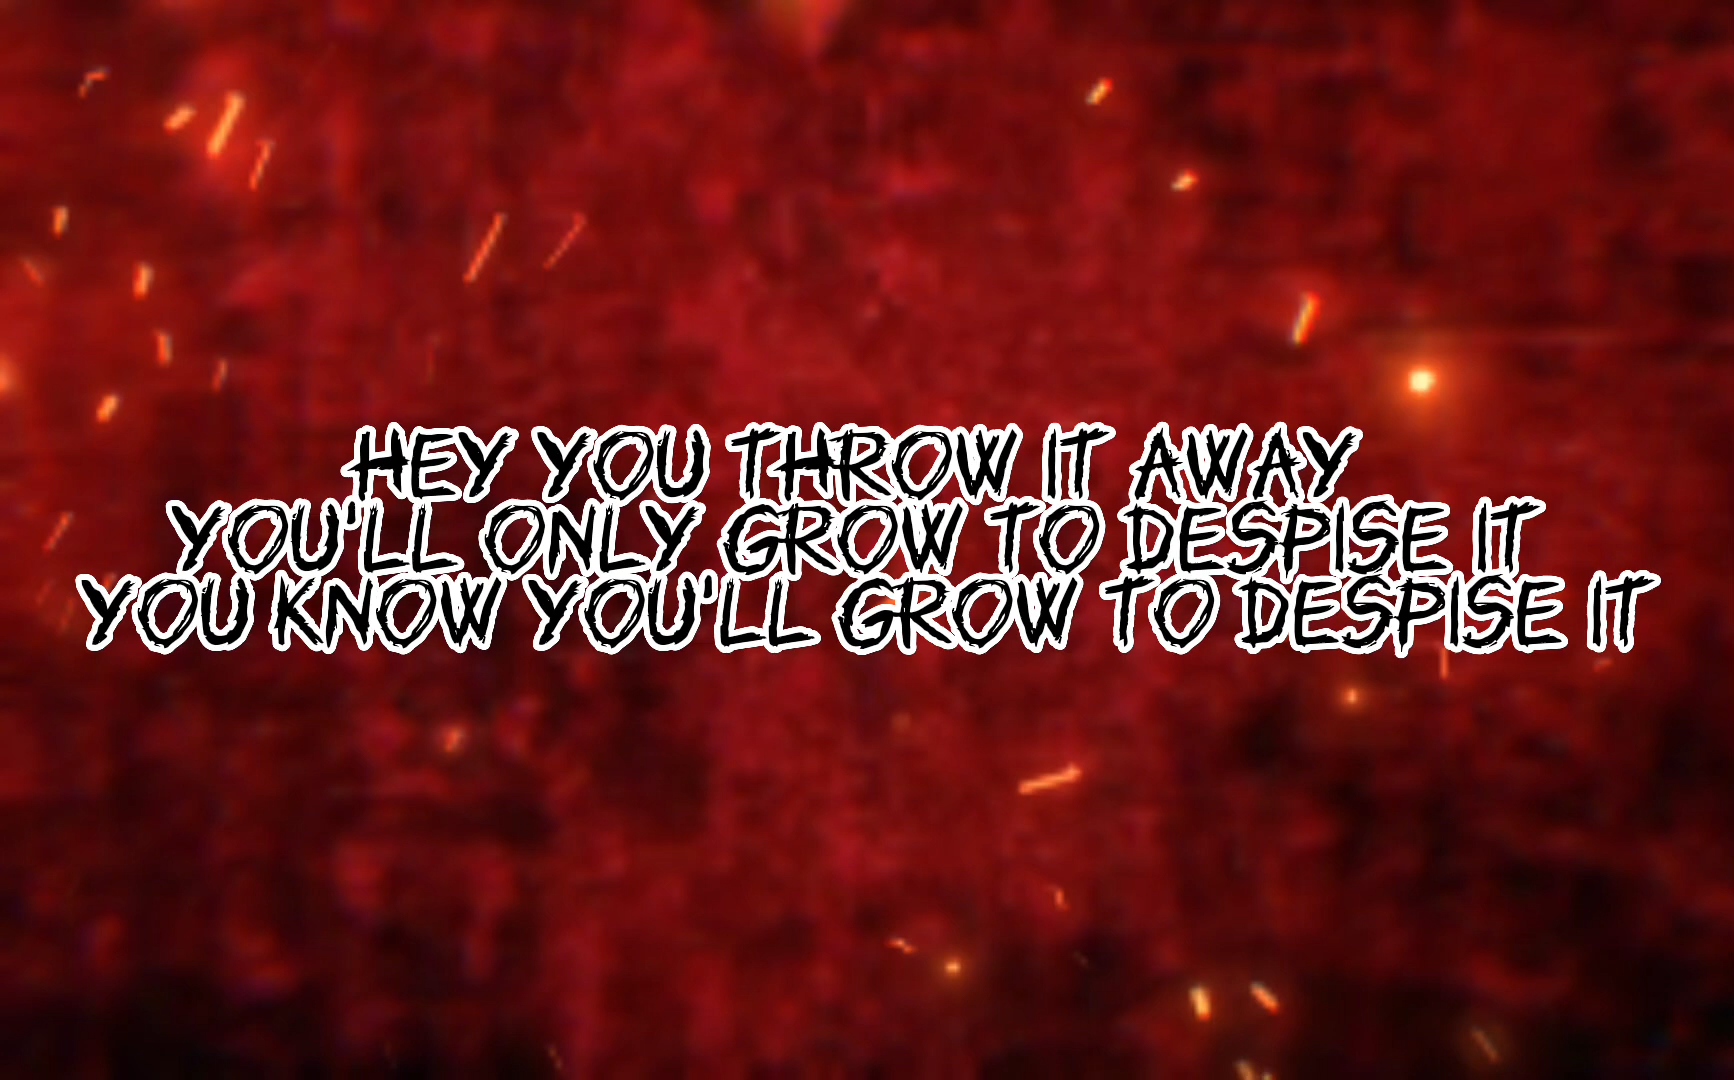 HEY YOU THROW IT AWAY
YOU'LL ONLY GROW TO DESPISE IT
YOU KNOW YOU'LL GROW TO DESPISE IT